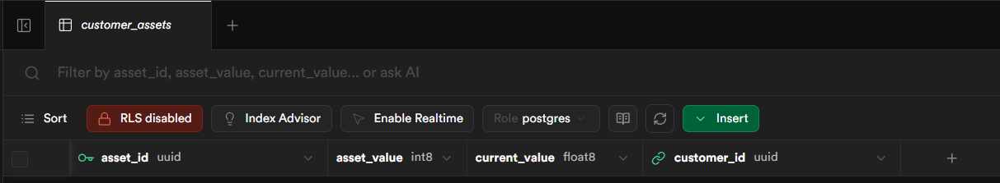 customer_assets
Filter by asset_id, asset_value, current_value... or ask AI
Sort RLS disabled Index Advisor Enable Realtime Role postgres Insert
asset_id uuid asset_value int8 current_value float8 customer_id uuid